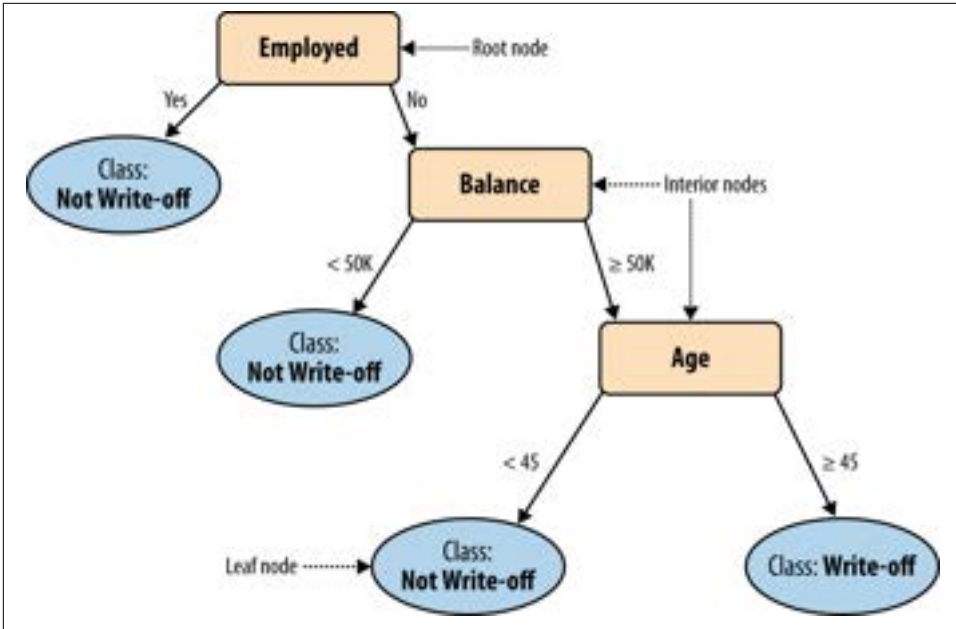 Employed
Root node
Yes
No
Class:
Not Write-off
Balance
Interior nodes
< 50K
≥ 50K
Class:
Not Write-off
Age
< 45
≥ 45
Leaf node
Class:
Not Write-off
Class: Write-off